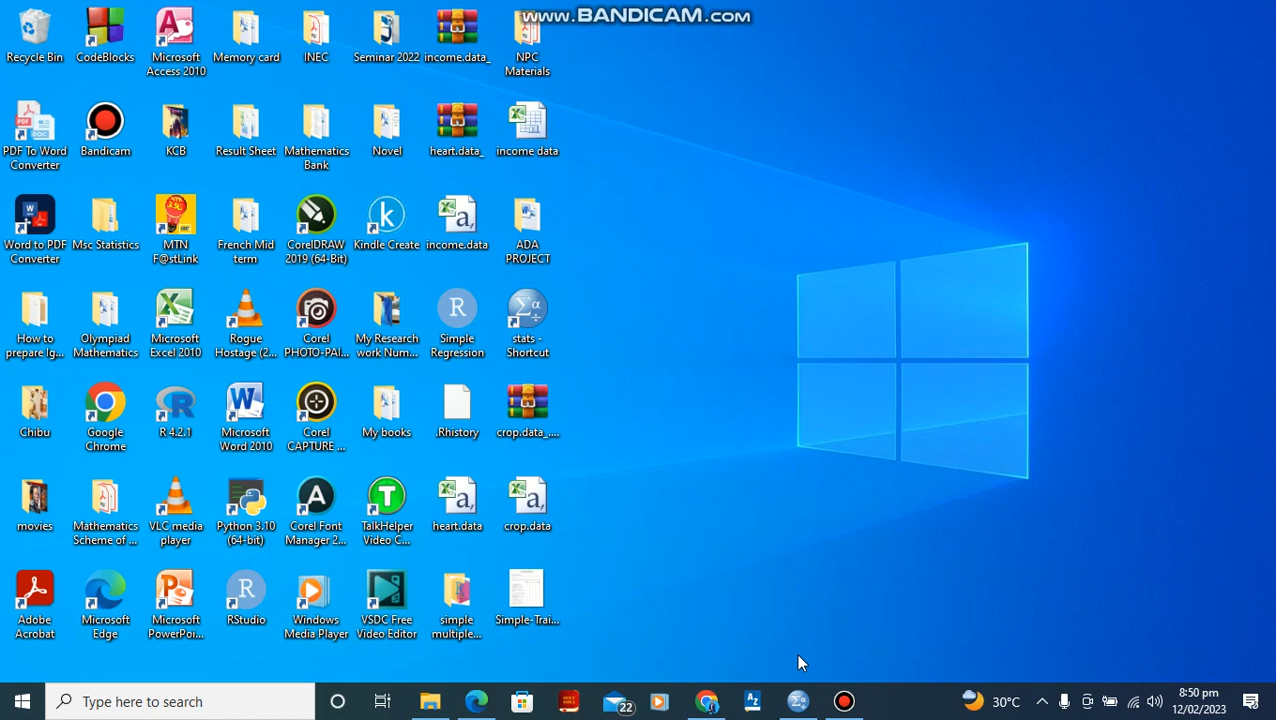 www.BANDICAM.com
Recycle Bin
CodeBlocks
Microsoft
Access 2010
Memory card
INEC
Seminar 2022
income.data_
NPC
Materials
PDF To Word
Converter
Bandicam
KCB
Result Sheet
Mathematics
Bank
Novel
heart.data_
income data
Word to PDF
Converter
Msc Statistics
MTN
F@stLink
French Mid
term
CorelDRAW
2019 (64-Bit)
Kindle Create
income.data
ADA
PROJECT
How to
prepare lg...
Olympiad
Mathematics
Microsoft
Excel 2010
Rogue
Hostage (2...
Corel
PHOTO-PAI...
My Research
work Num...
Simple
Regression
stats -
Shortcut
Chibu
Google
Chrome
R 4.2.1
Microsoft
Word 2010
Corel
CAPTURE ...
My books
.Rhistory
crop.data_....
movies
Mathematics
Scheme of ...
VLC media
player
Python 3.10
(64-bit)
Corel Font
Manager 2...
TalkHelper
Video C...
heart.data
crop.data
Adobe
Acrobat
Microsoft
Edge
Microsoft
PowerPoi...
RStudio
Windows
Media Player
VSDC Free
Video Editor
simple
multiple...
Simple-Trai...
Type here to search
22
30°C
8:50 pm
12/02/2023